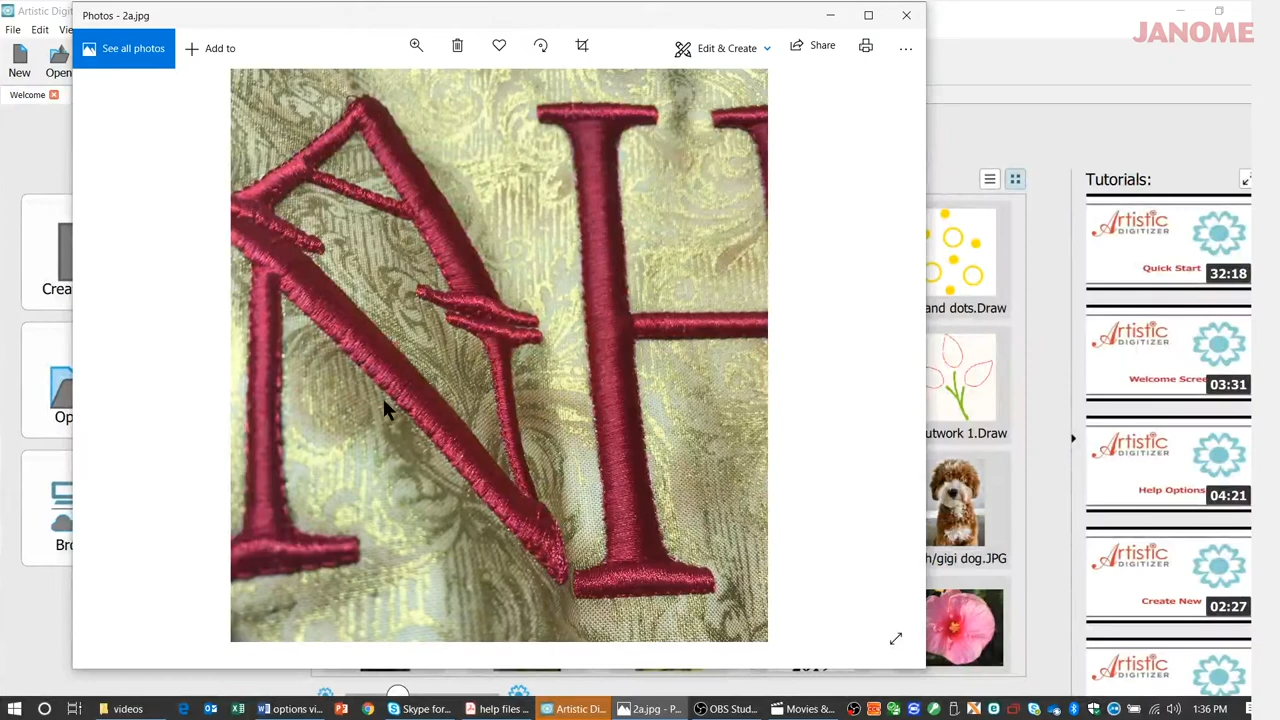 Artistic Digi
Photos - 2a.jpg
JANOME
File Edit Vie
See all photos
Add to
Edit & Create
Share
New Open
Welcome
Tutorials:
Artistic
DIGITIZER
Quick Start
32:18
and dots.Draw
Artistic
DIGITIZER
Welcome Scree
03:31
utwork 1.Draw
Artistic
DIGITIZER
Help Options
04:21
h/gigi dog.JPG
Artistic
DIGITIZER
Create New
02:27
Artistic
DIGITIZER
Crea
Op
Bro
N H
videos
options vi...
Skype for...
help files ...
Artistic Di...
2a.jpg - P...
OBS Stud...
Movies &...
1:36 PM